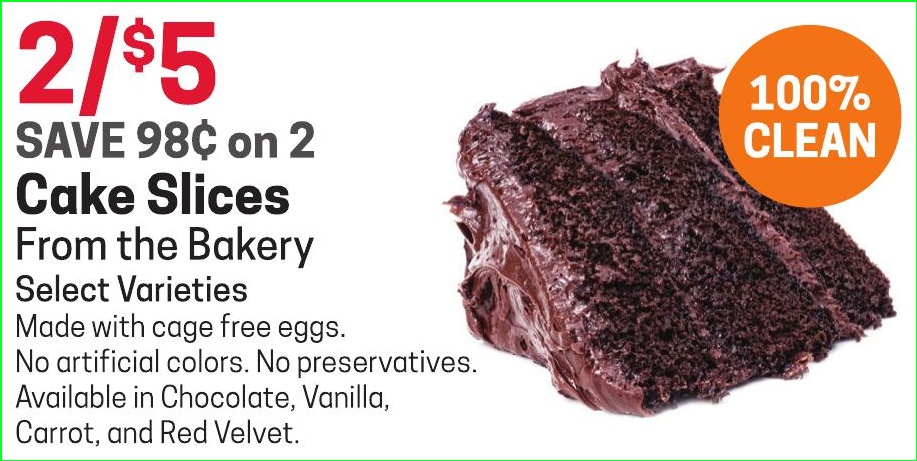 2/$5
SAVE 98¢ on 2
Cake Slices
From the Bakery
Select Varieties
Made with cage free eggs.
No artificial colors. No preservatives.
Available in Chocolate, Vanilla,
Carrot, and Red Velvet.
100%
CLEAN